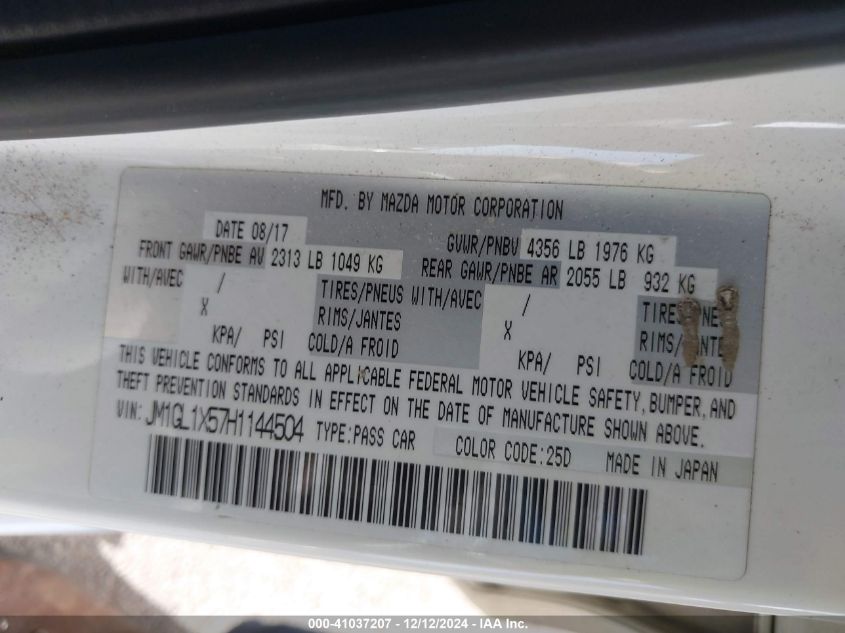 MFD. BY MAZDA MOTOR CORPORATION
DATE 08/17 GVWR/PNBV 4356 LB 1976 KG
FRONT GAWR/PNBE AV 2313 LB 1049 KG REAR GAWR/PNBE AR 2055 LB 932 KG
WITH/AVEC / TIRES/PNEUS WITH/AVEC / TIRES/PNEUS
X RIMS/JANTES X RIMS/JANTES
KPA/ PSI COLD/A FROID KPA/ PSI COLD/A FROID
THIS VEHICLE CONFORMS TO ALL APPLICABLE FEDERAL MOTOR VEHICLE SAFETY, BUMPER, AND
THEFT PREVENTION STANDARDS IN EFFECT ON THE DATE OF MANUFACTURE SHOWN ABOVE.
VIN: JM1GL1X57H1144504 TYPE:PASS CAR COLOR CODE:25D MADE IN JAPAN
000-41037207 - 12/12/2024 - IAA Inc.